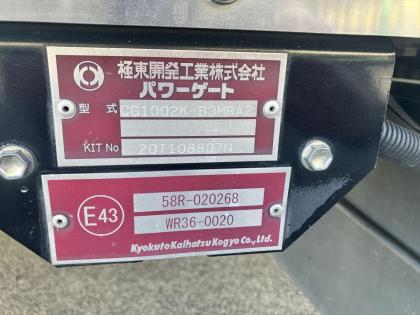 極東開発工業株式会社
パワーゲート
型式 CG1002K-B3MRA2
KIT No 20T108807N
E43
58R-020268
WR36-0020
Kyokuto Kaihatsu Kogyo Co., Ltd.